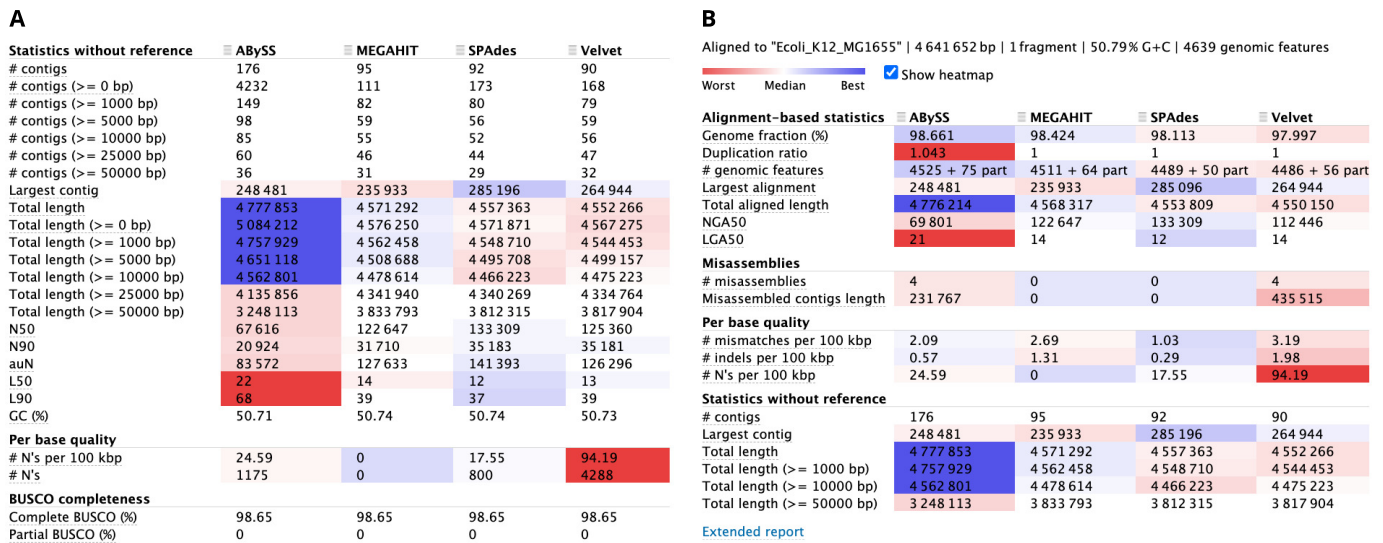 A
Statistics without reference ABySS MEGAHIT SPAdes Velvet
# contigs 176 95 92 90
# contigs (>= 0 bp) 4232 111 173 168
# contigs (>= 1000 bp) 149 82 80 79
# contigs (>= 5000 bp) 98 59 56 59
# contigs (>= 10000 bp) 85 55 52 56
# contigs (>= 25000 bp) 60 46 44 47
# contigs (>= 50000 bp) 36 31 29 32
Largest contig 248 481 235 933 285 196 264 944
Total length 4 777 853 4 571 292 4 557 363 4 552 266
Total length (>= 0 bp) 5 084 212 4 576 250 4 571 871 4 567 275
Total length (>= 1000 bp) 4 757 929 4 562 458 4 548 710 4 544 453
Total length (>= 5000 bp) 4 651 118 4 508 688 4 495 708 4 499 157
Total length (>= 10000 bp) 4 562 801 4 478 614 4 466 223 4 475 223
Total length (>= 25000 bp) 4 135 856 4 341 940 4 340 269 4 334 764
Total length (>= 50000 bp) 3 248 113 3 833 793 3 812 315 3 817 904
N50 67 616 122 647 133 309 125 360
N90 20 924 31 710 35 183 35 181
auN 83 572 127 633 141 393 126 296
L50 22 14 12 13
L90 68 39 37 39
GC (%) 50.71 50.74 50.74 50.73
Per base quality
# N's per 100 kbp 24.59 0 17.55 94.19
# N's 1175 0 800 4288
BUSCO completeness
Complete BUSCO (%) 98.65 98.65 98.65 98.65
Partial BUSCO (%) 0 0 0 0
B
Aligned to "Ecoli_K12_MG1655" | 4 641 652 bp | 1 fragment | 50.79 % G+C | 4639 genomic features
Show heatmap
Worst Median Best
Alignment-based statistics ABySS MEGAHIT SPAdes Velvet
Genome fraction (%) 98.661 98.424 98.113 97.997
Duplication ratio 1.043 1 1 1
# genomic features 4525 + 75 part 4511 + 64 part 4489 + 50 part 4486 + 56 part
Largest alignment 248 481 235 933 285 096 264 944
Total aligned length 4 776 214 4 568 317 4 553 809 4 550 150
NGA50 69 801 122 647 133 309 112 446
LGA50 21 14 12 14
Misassemblies
# misassemblies 4 0 0 4
Misassembled contigs length 231 767 0 0 435 515
Per base quality
# mismatches per 100 kbp 2.09 2.69 1.03 3.19
# indels per 100 kbp 0.57 1.31 0.29 1.98
# N's per 100 kbp 24.59 0 17.55 94.19
Statistics without reference
# contigs 176 95 92 90
Largest contig 248 481 235 933 285 196 264 944
Total length 4 777 853 4 571 292 4 557 363 4 552 266
Total length (>= 1000 bp) 4 757 929 4 562 458 4 548 710 4 544 453
Total length (>= 10000 bp) 4 562 801 4 478 614 4 466 223 4 475 223
Total length (>= 50000 bp) 3 248 113 3 833 793 3 812 315 3 817 904
Extended report